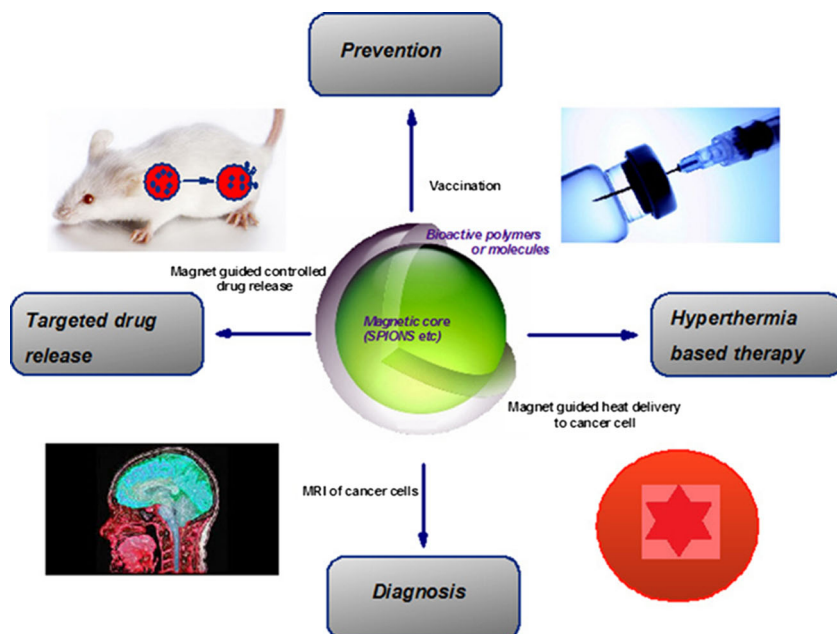 Prevention
Vaccination
Bioactive polymers
or molecules
Magnet guided controlled
drug release
Targeted drug
release
Magnetic core
(SPIONS etc)
Hyperthermia
based therapy
Magnet guided heat delivery
to cancer cell
MRI of cancer cells
Diagnosis